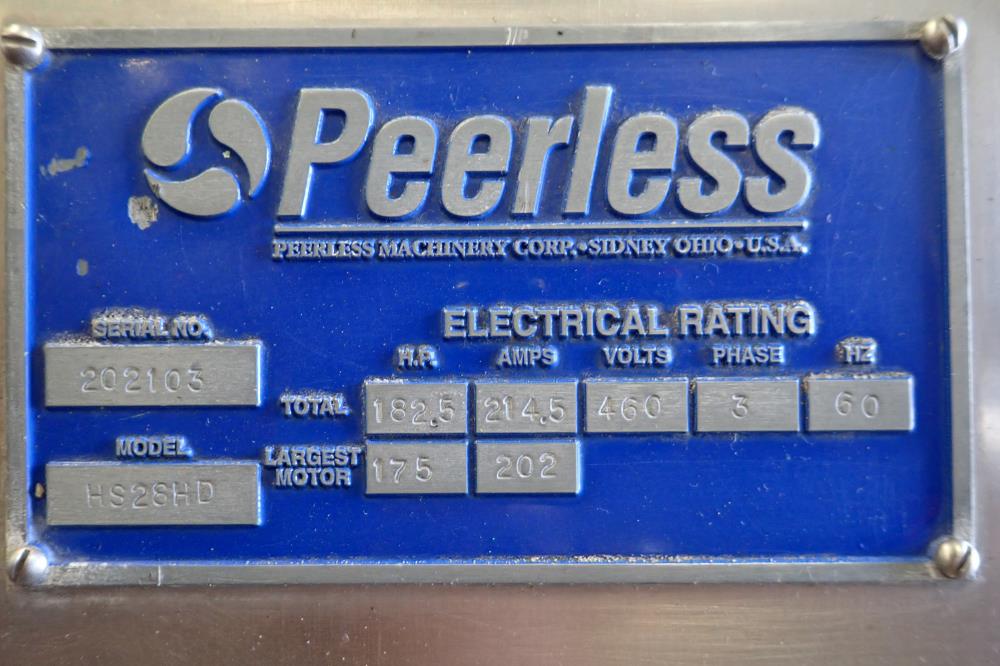 Peerless
PEERLESS MACHINERY CORP. • SIDNEY OHIO • U.S.A.
SERIAL NO.
202103
MODEL
HS28HD
ELECTRICAL RATING
H.P. AMPS VOLTS PHASE HZ
TOTAL 182.5 214.5 460 3 60
LARGEST MOTOR 175 202